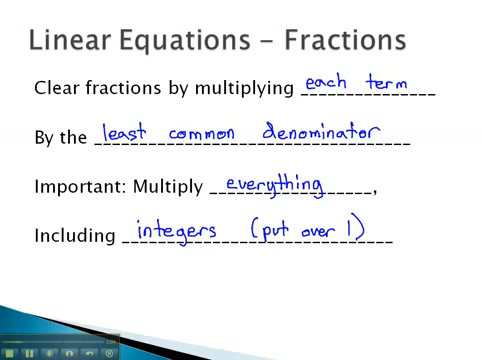 Linear Equations - Fractions
Clear fractions by multiplying each term
By the least common denominator
Important: Multiply everything,
Including integers (put over 1)